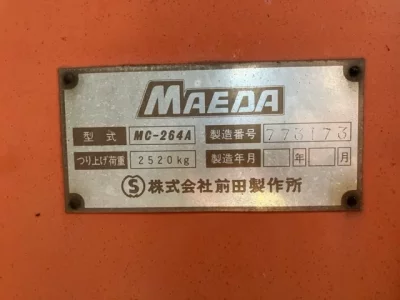 MAEDA
型式 MC-264A 製造番号 773173
つり上げ荷重 2520kg 製造年月 年 月
Ⓢ 株式会社前田製作所